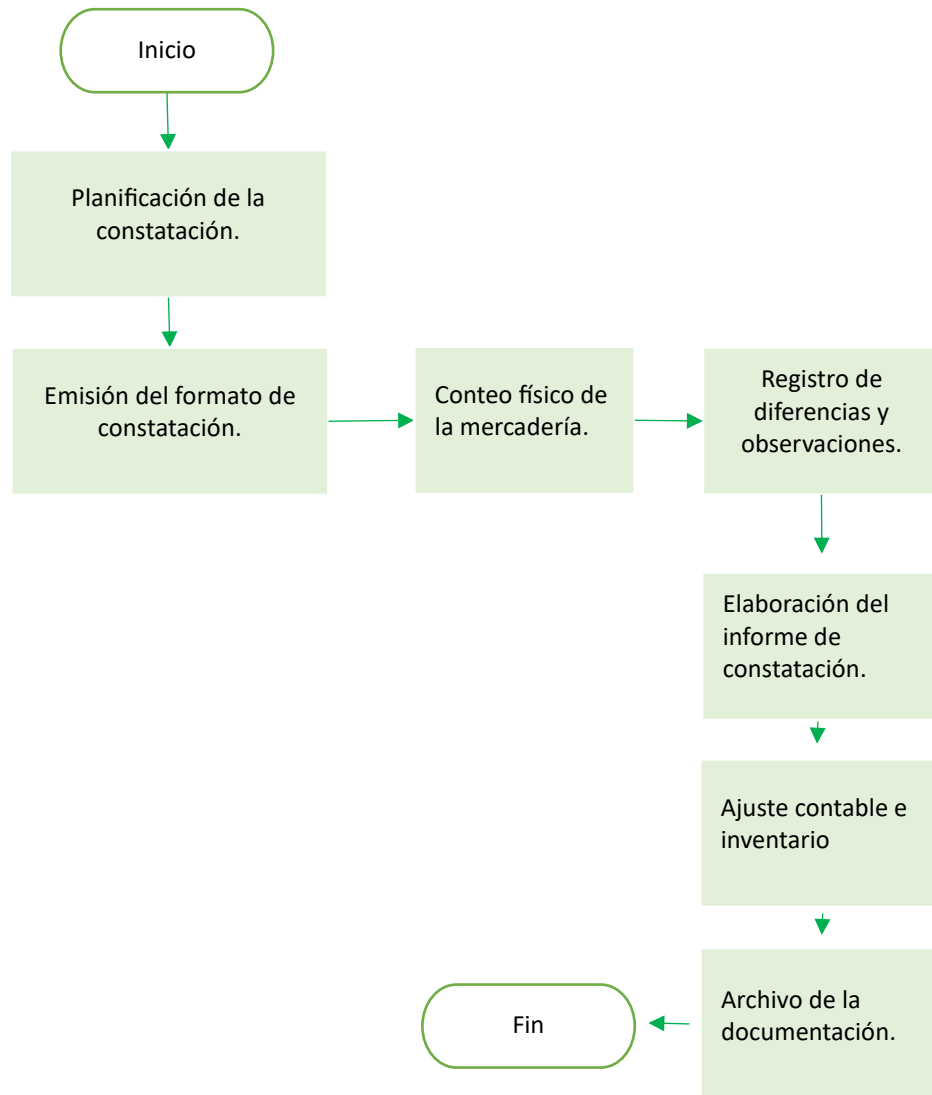 Inicio
Planificación de la
constatación.
Emisión del formato de
constatación.
Conteo físico de
la mercadería.
Registro de
diferencias y
observaciones.
Elaboración del
informe de
constatación.
Ajuste contable e
inventario
Archivo de la
documentación.
Fin